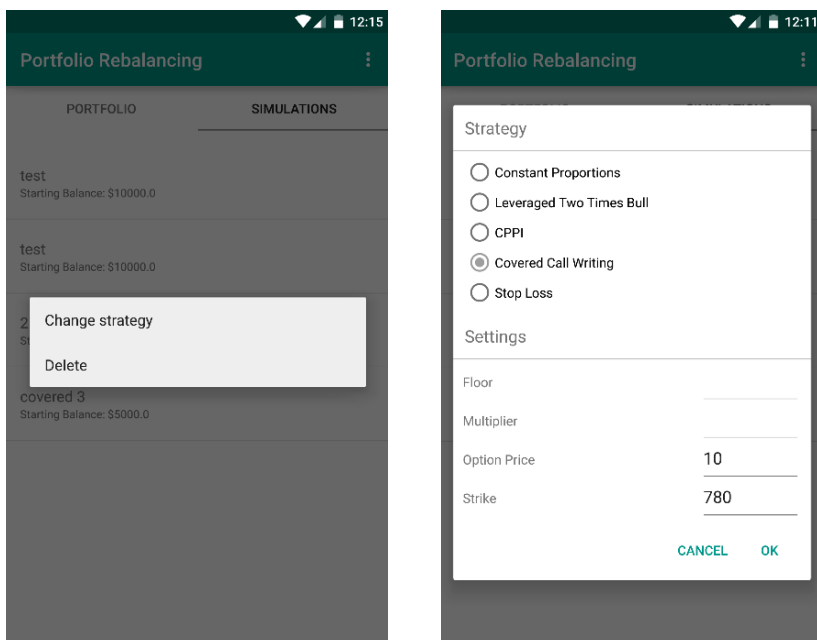 12:15
Portfolio Rebalancing
PORTFOLIO SIMULATIONS
test
Starting Balance: $10000.0
test
Starting Balance: $10000.0
2
St
Change strategy
Delete
covered 3
Starting Balance: $5000.0
12:11
Portfolio Rebalancing
Strategy
Constant Proportions
Leveraged Two Times Bull
CPPI
Covered Call Writing
Stop Loss
Settings
Floor
Multiplier
Option Price 10
Strike 780
CANCEL OK